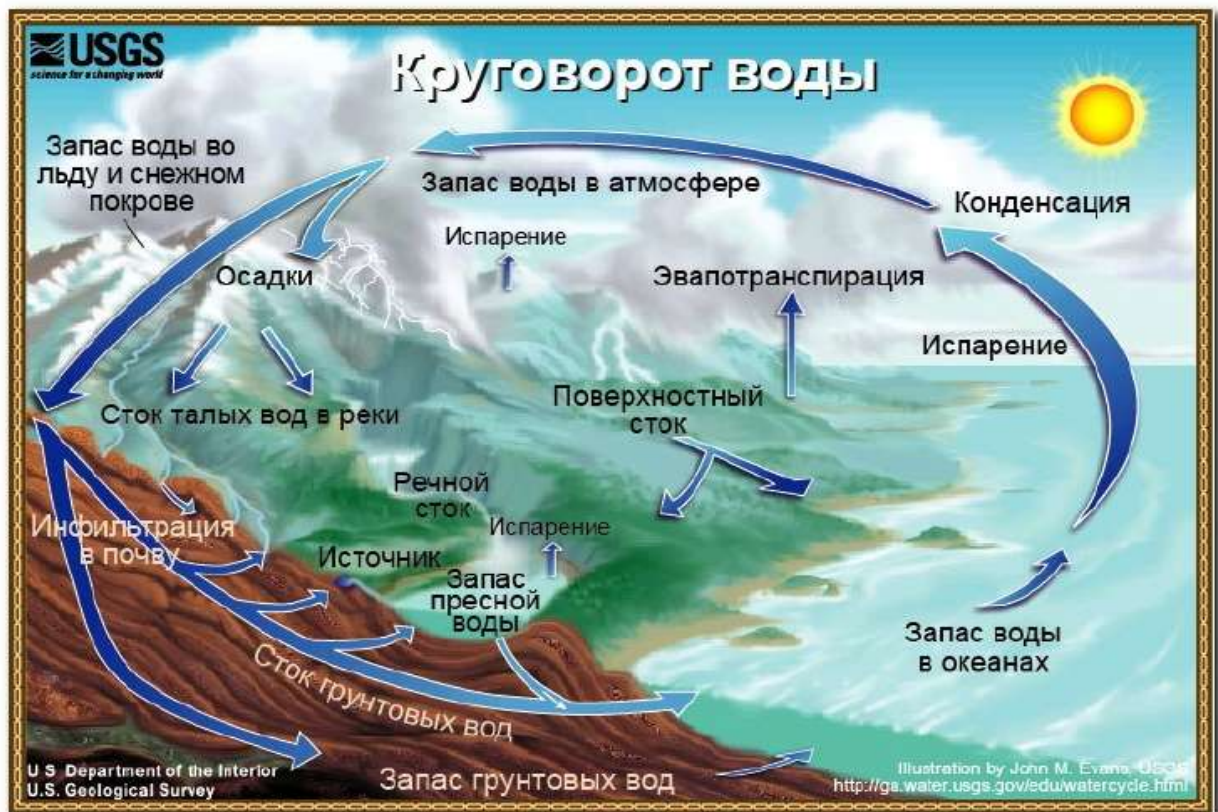 USGS
science for a changing world
Круговорот воды
Запас воды во
льду и снежном
покрове
Запас воды в атмосфере
Конденсация
Испарение
Осадки
Эвапотранспирация
Испарение
Сток талых вод в реки
Поверхностный
сток
Речной
сток
Инфильтрация
в почву
Испарение
Источник
Запас
пресной
воды
Запас воды
в океанах
Сток грунтовых вод
Запас грунтовых вод
U S Department of the Interior
U.S. Geological Survey
Illustration by John M. Evans, USGS
http://ga.water.usgs.gov/edu/watercycle.html